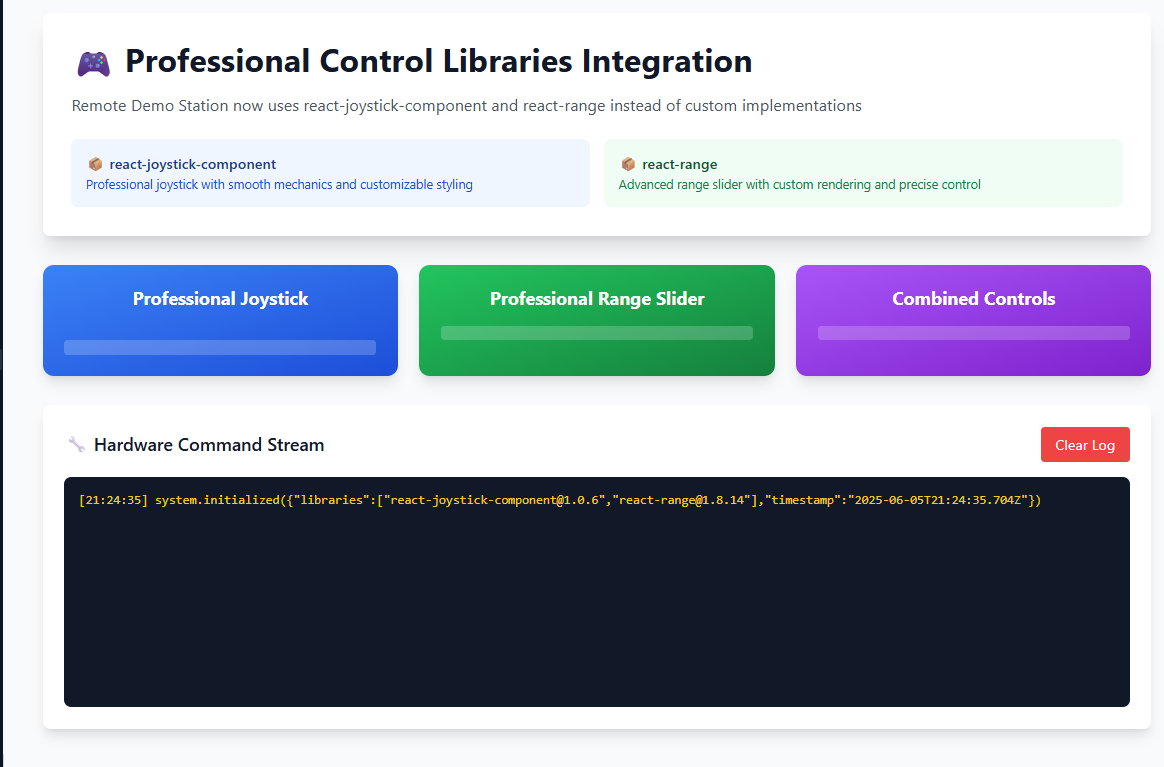 🎮 Professional Control Libraries Integration
Remote Demo Station now uses react-joystick-component and react-range instead of custom implementations
📦 react-joystick-component
Professional joystick with smooth mechanics and customizable styling
📦 react-range
Advanced range slider with custom rendering and precise control
Professional Joystick
Professional Range Slider
Combined Controls
🔧 Hardware Command Stream
Clear Log
[21:24:35] system.initialized({"libraries":["react-joystick-component@1.0.6","react-range@1.8.14"],"timestamp":"2025-06-05T21:24:35.704Z"})